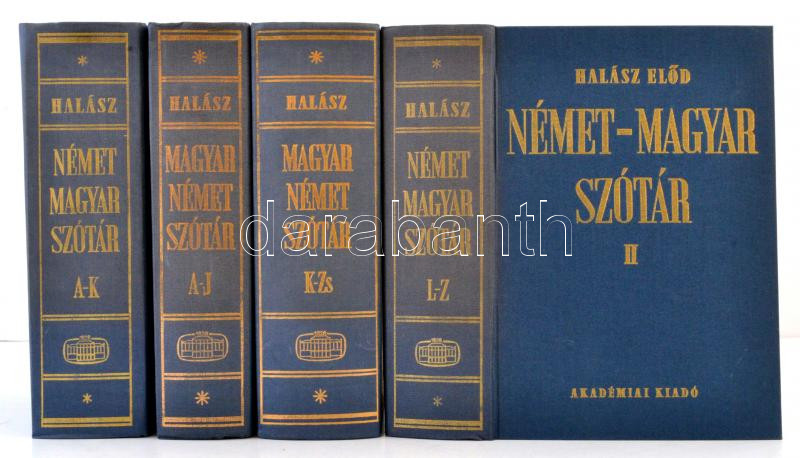 HALÁSZ
NÉMET
MAGYAR
SZÓTÁR
A-K
HALÁSZ
MAGYAR
NÉMET
SZÓTÁR
A-J
HALÁSZ
MAGYAR
NÉMET
SZÓTÁR
K-Zs
HALÁSZ
NÉMET
MAGYAR
SZÓTÁR
L-Z
HALÁSZ ELŐD
NÉMET-MAGYAR
SZÓTÁR
II
AKADÉMIAI KIADÓ
darabanth